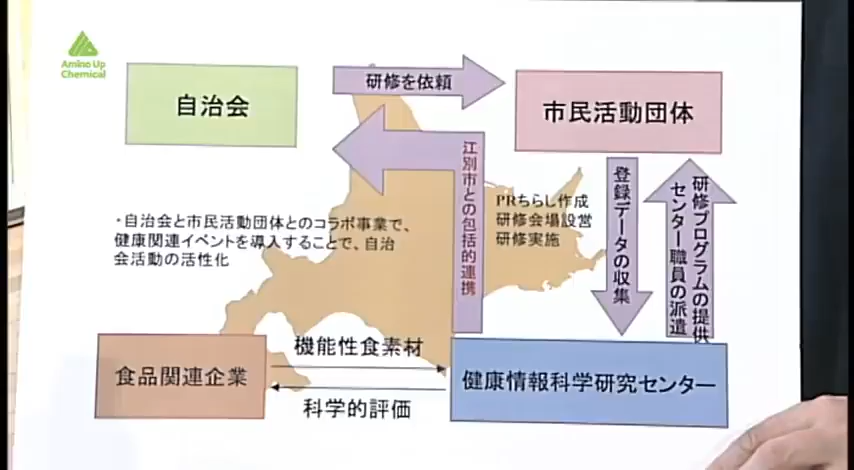 Amino Up
Chemical
自治会
研修を依頼
市民活動団体
江別市との包括的連携
PRちらし作成
研修会場設営
研修実施
登録データの収集
研修プログラムの提供
センター職員の派遣
・自治会と市民活動団体とのコラボ事業で、
健康関連イベントを導入することで、自治
会活動の活性化
食品関連企業
機能性食素材
科学的評価
健康情報科学研究センター